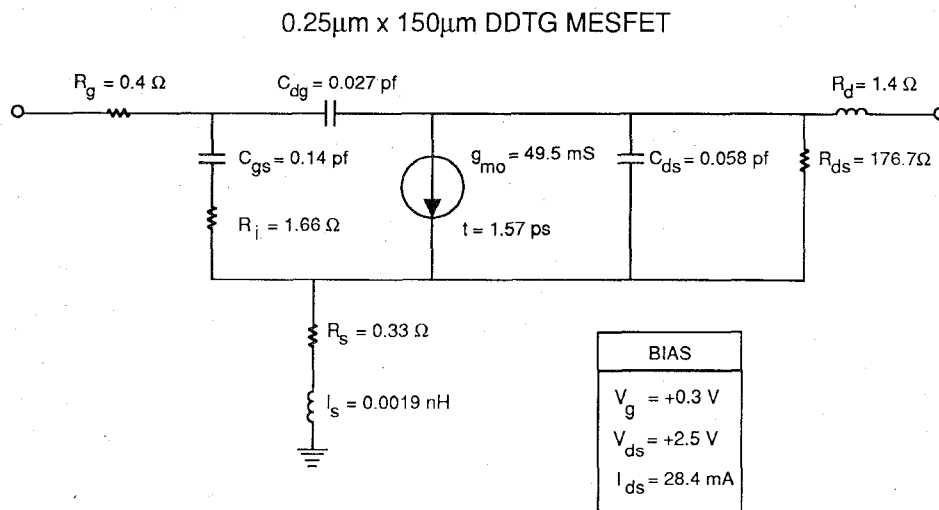 0.25μm x 150μm DDTG MESFET
R_g = 0.4 Ω
C_dg = 0.027 pf
R_d = 1.4 Ω
C_gs = 0.14 pf
g_mo = 49.5 mS
C_ds = 0.058 pf
R_ds = 176.7Ω
R_i = 1.66 Ω
t = 1.57 ps
R_s = 0.33 Ω
l_s = 0.0019 nH
BIAS
V_g = +0.3 V
V_ds = +2.5 V
I_ds = 28.4 mA